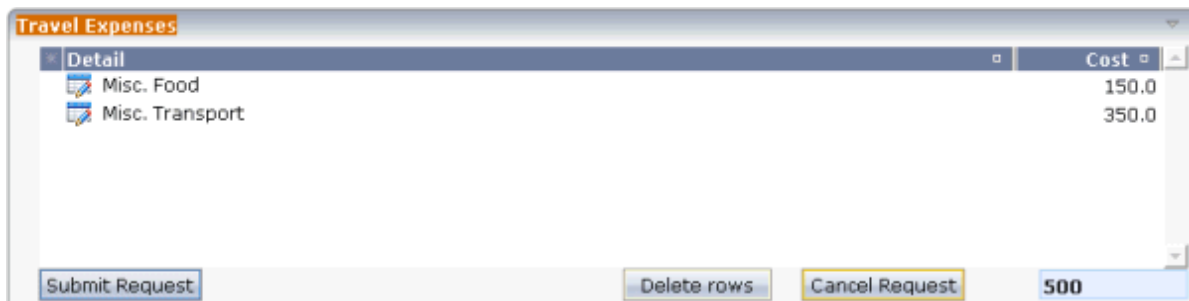 Travel Expenses
* Detail Cost
Misc. Food 150.0
Misc. Transport 350.0
Submit Request Delete rows Cancel Request 500